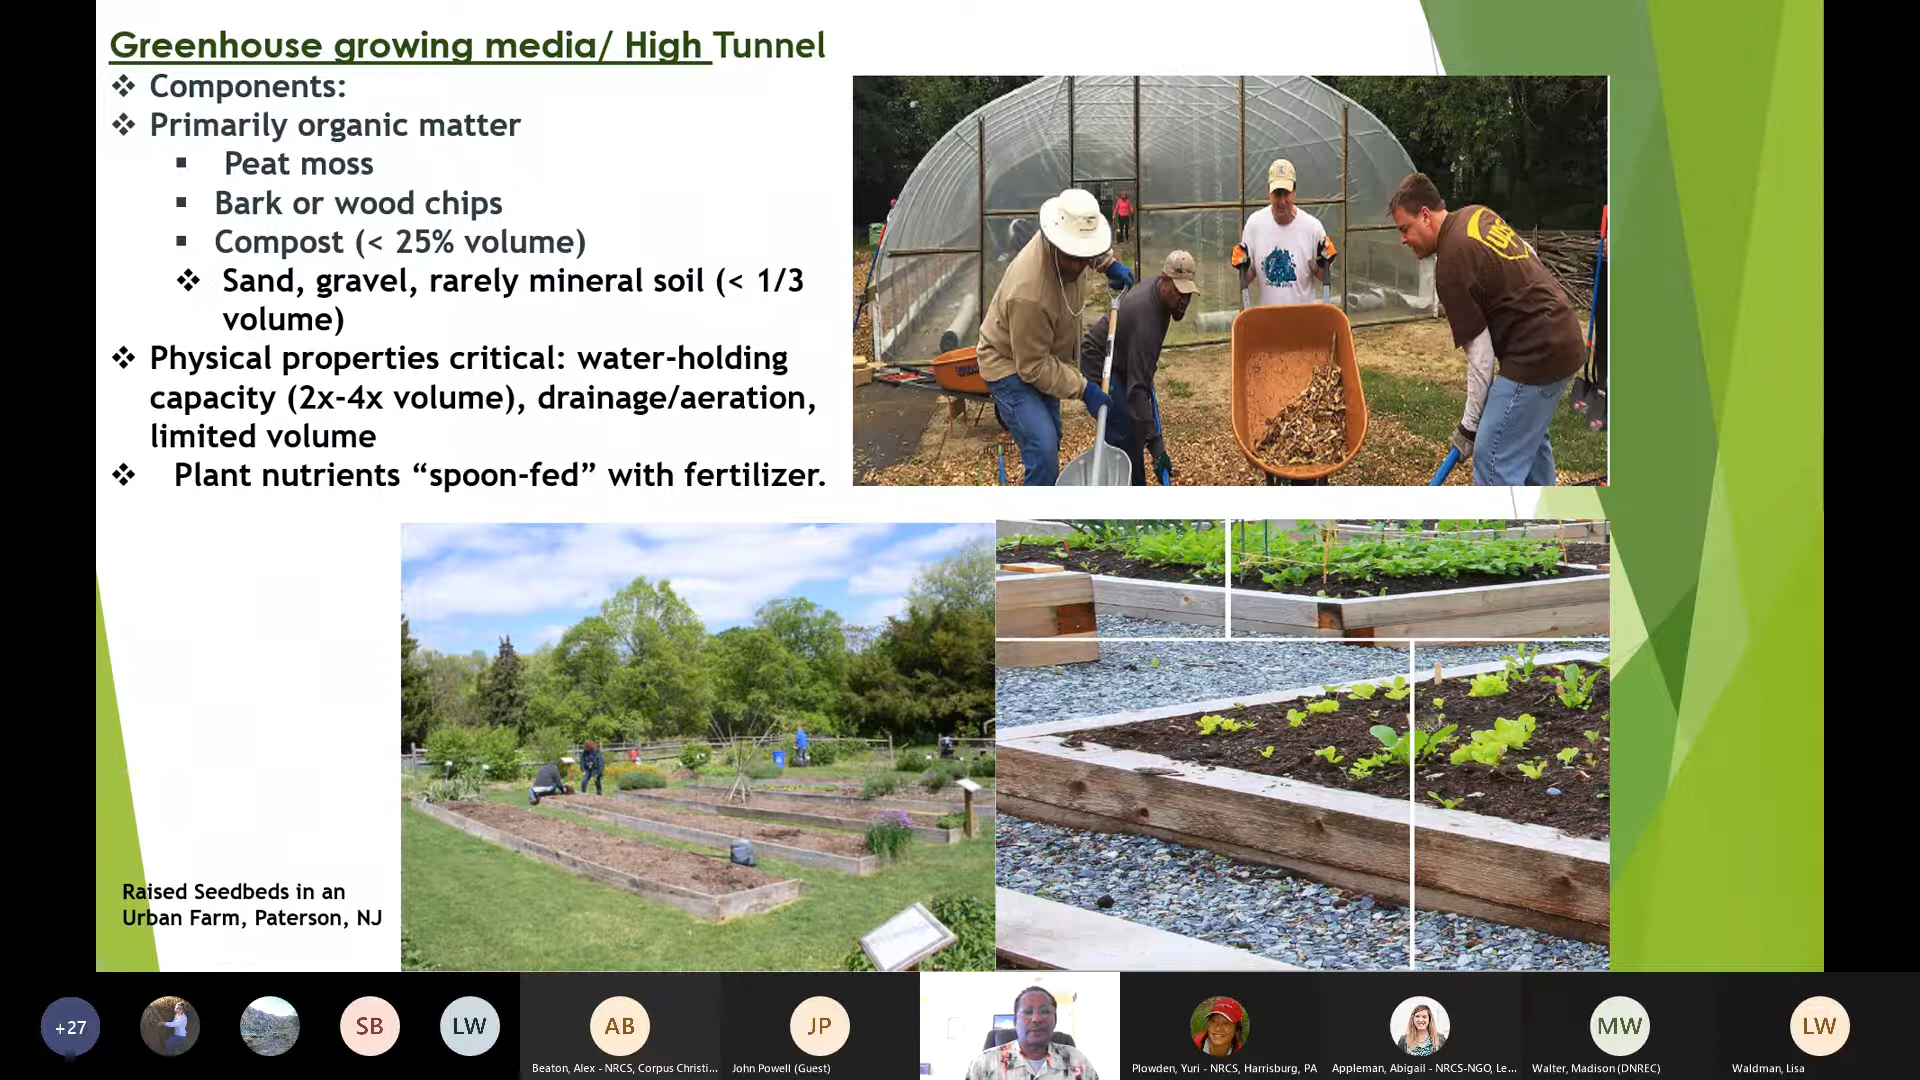 Greenhouse growing media/ High Tunnel
❖ Components:
❖ Primarily organic matter
▪ Peat moss
▪ Bark or wood chips
▪ Compost (< 25% volume)
❖ Sand, gravel, rarely mineral soil (< 1/3
volume)
❖ Physical properties critical: water-holding
capacity (2x-4x volume), drainage/aeration,
limited volume
❖ Plant nutrients “spoon-fed” with fertilizer.
ups
Raised Seedbeds in an
Urban Farm, Paterson, NJ
+27
SB
LW
AB
Beaton, Alex - NRCS, Corpus Christi...
JP
John Powell (Guest)
Plowden, Yuri - NRCS, Harrisburg, PA
Appleman, Abigail - NRCS-NGO, Le...
MW
Walter, Madison (DNREC)
LW
Waldman, Lisa